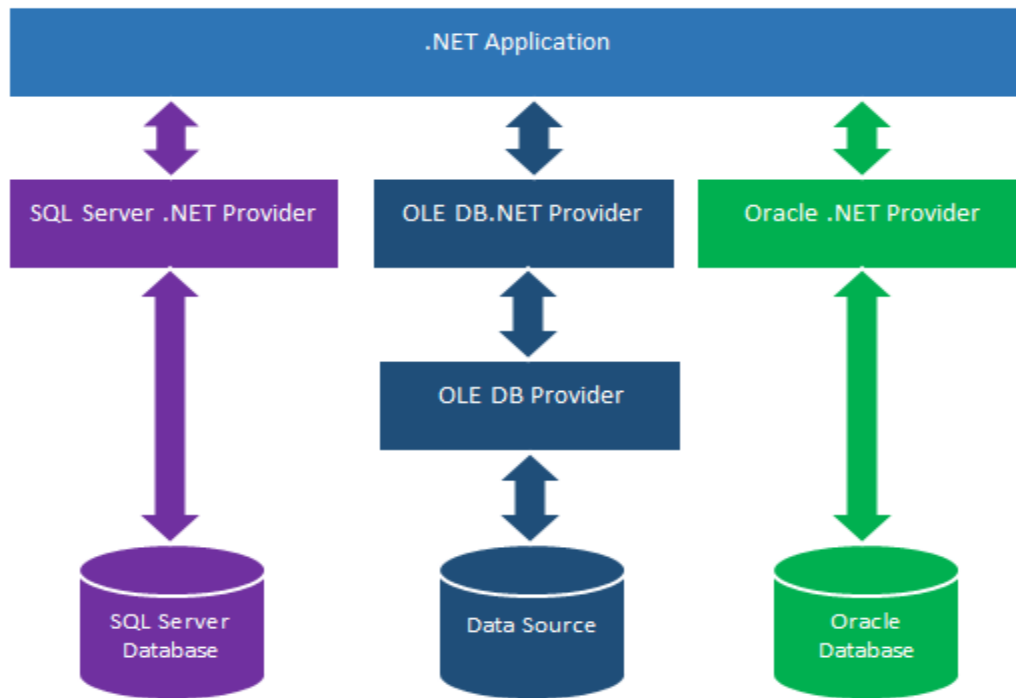 .NET Application
SQL Server .NET Provider
OLE DB.NET Provider
Oracle .NET Provider
OLE DB Provider
SQL Server
Database
Data Source
Oracle
Database